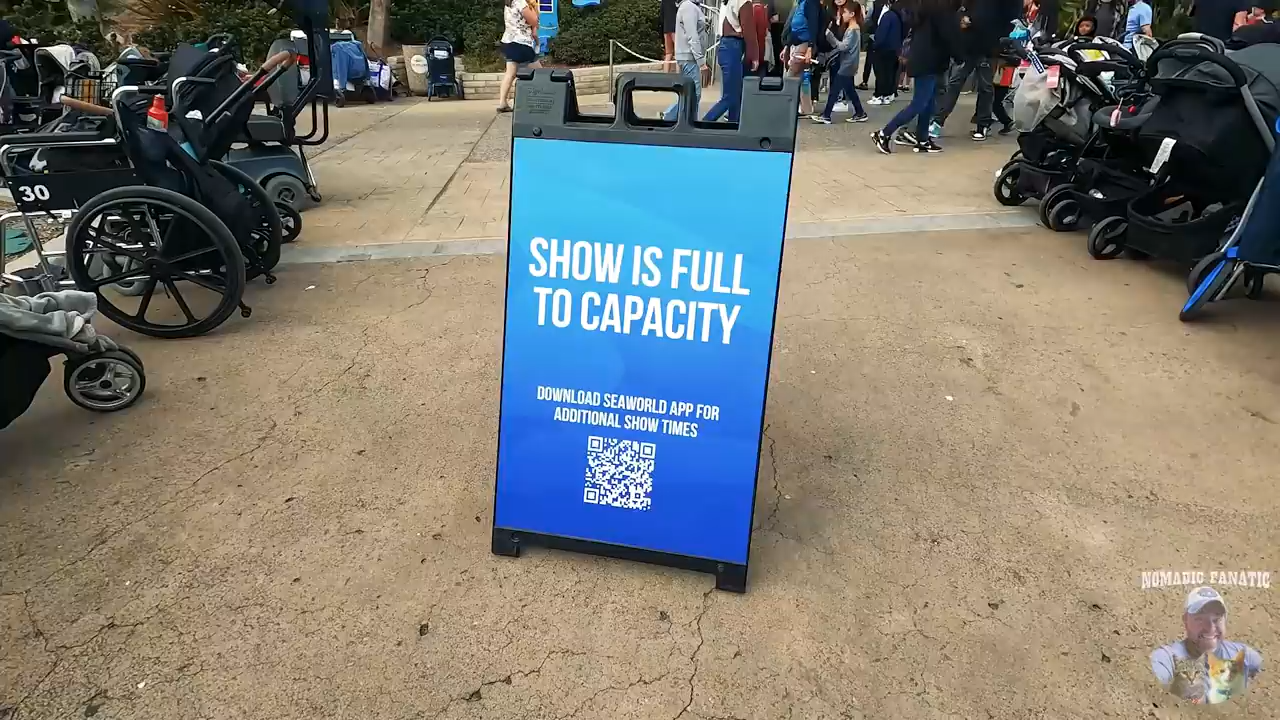 30
SHOW IS FULL
TO CAPACITY
DOWNLOAD SEAWORLD APP FOR
ADDITIONAL SHOW TIMES
NOMADIC FANATIC